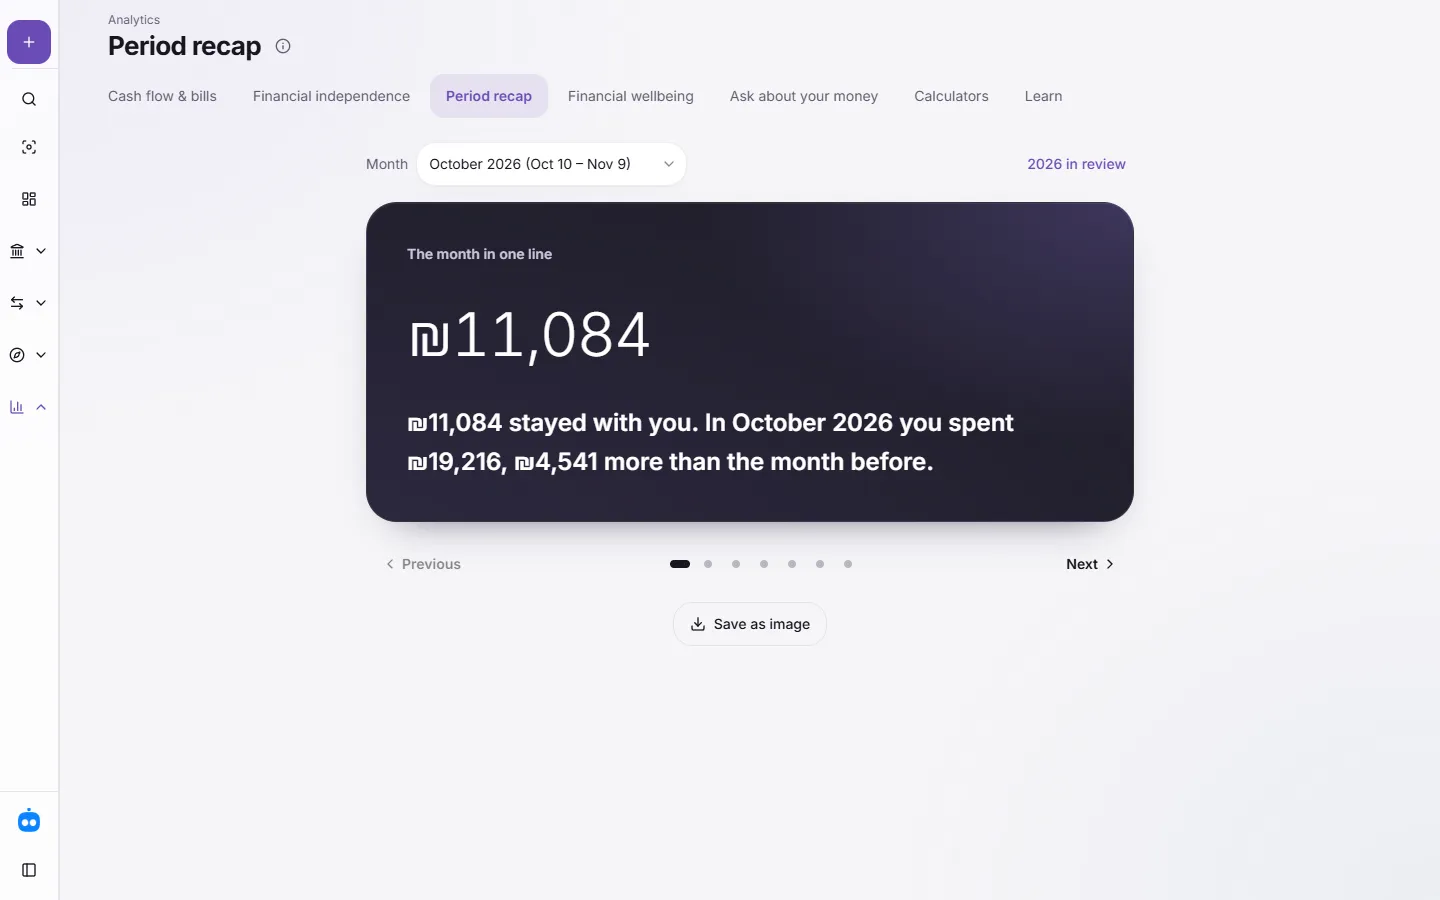 Analytics
Period recap
Cash flow & bills
Financial independence
Period recap
Financial wellbeing
Ask about your money
Calculators
Learn
Month
October 2026 (Oct 10 – Nov 9)
2026 in review
The month in one line
₪11,084
₪11,084 stayed with you. In October 2026 you spent
₪19,216, ₪4,541 more than the month before.
Previous
Next
Save as image